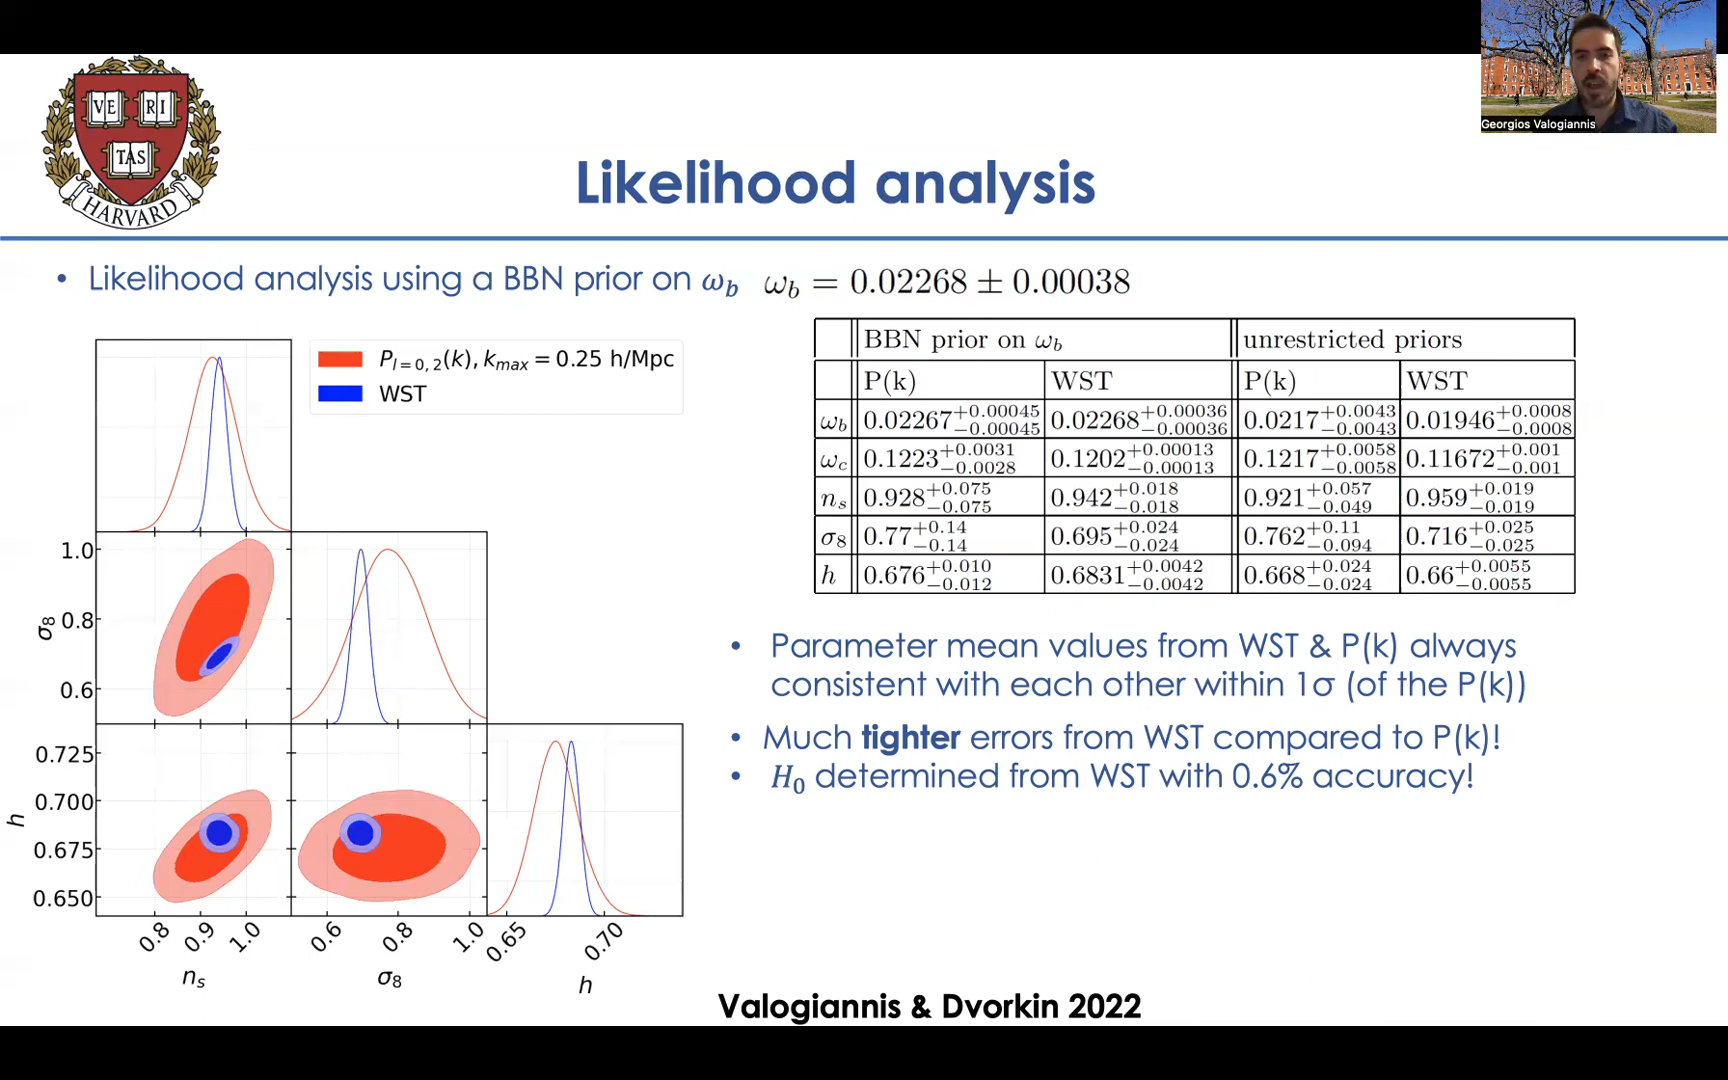 VE RI
TAS
HARVARD
Georgios Valogiannis
Likelihood analysis
• Likelihood analysis using a BBN prior on ω_b   ω_b = 0.02268 ± 0.00038
P_{l=0,2}(k), k_{max} = 0.25 h/Mpc
WST
σ_8
1.0
0.8
0.6
h
0.725
0.700
0.675
0.650
0.8 0.9 1.0
0.6 0.8 1.0
0.65 0.70
n_s
σ_8
h
BBN prior on ω_b | unrestricted priors
P(k) | WST | P(k) | WST
ω_b | 0.02267^{+0.00045}_{−0.00045} | 0.02268^{+0.00036}_{−0.00036} | 0.0217^{+0.0043}_{−0.0043} | 0.01946^{+0.0008}_{−0.0008}
ω_c | 0.1223^{+0.0031}_{−0.0028} | 0.1202^{+0.00013}_{−0.00013} | 0.1217^{+0.0058}_{−0.0058} | 0.11672^{+0.001}_{−0.001}
n_s | 0.928^{+0.075}_{−0.075} | 0.942^{+0.018}_{−0.018} | 0.921^{+0.057}_{−0.049} | 0.959^{+0.019}_{−0.019}
σ_8 | 0.77^{+0.14}_{−0.14} | 0.695^{+0.024}_{−0.024} | 0.762^{+0.11}_{−0.094} | 0.716^{+0.025}_{−0.025}
h | 0.676^{+0.010}_{−0.012} | 0.6831^{+0.0042}_{−0.0042} | 0.668^{+0.024}_{−0.024} | 0.66^{+0.0055}_{−0.0055}
• Parameter mean values from WST & P(k) always
consistent with each other within 1σ (of the P(k))
• Much tighter errors from WST compared to P(k)!
• H_0 determined from WST with 0.6% accuracy!
Valogiannis & Dvorkin 2022